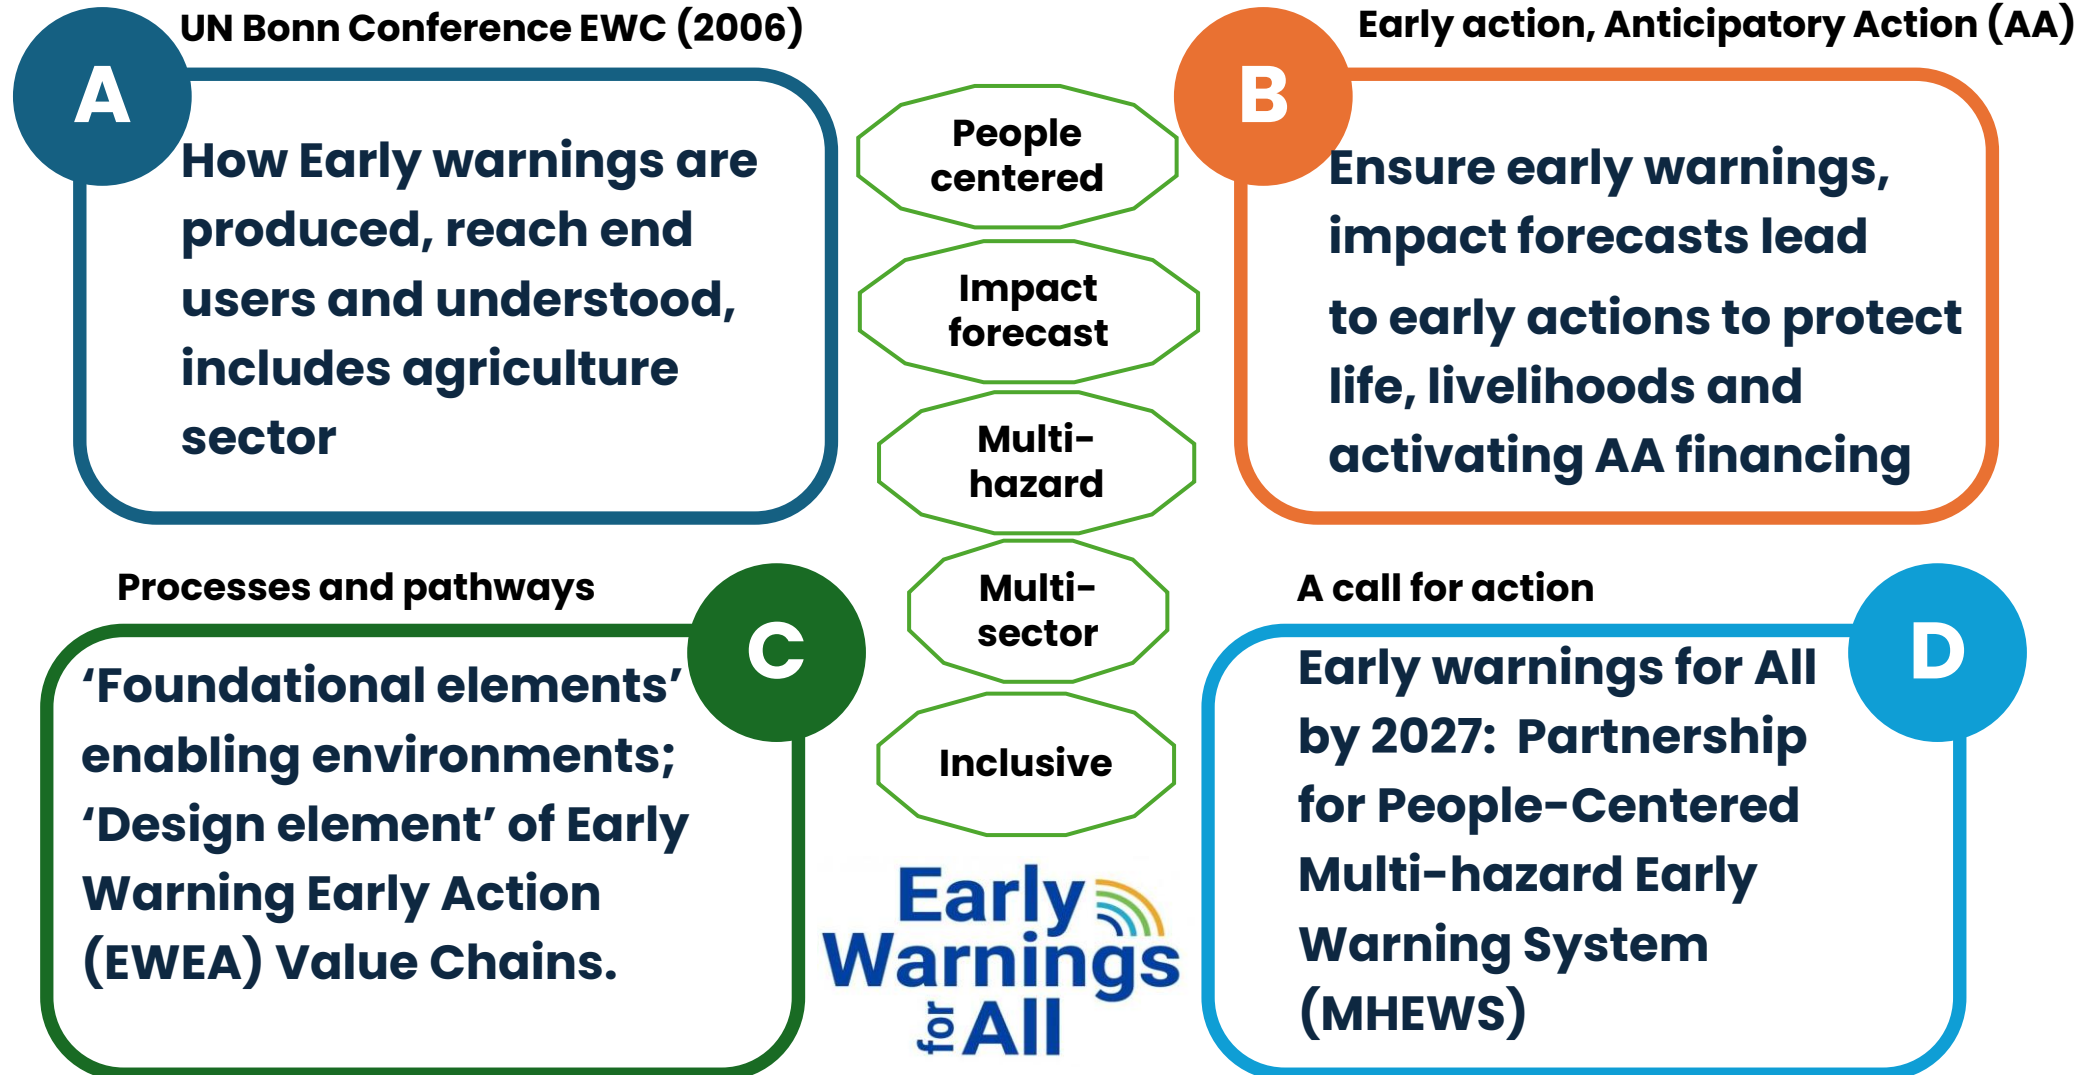 UN Bonn Conference EWC (2006)
A
How Early warnings are
produced, reach end
users and understood,
includes agriculture
sector
People
centered
Impact
forecast
Multi-
hazard
Multi-
sector
Inclusive
Early action, Anticipatory Action (AA)
B
Ensure early warnings,
impact forecasts lead
to early actions to protect
life, livelihoods and
activating AA financing
Processes and pathways
C
‘Foundational elements’
enabling environments;
‘Design element’ of Early
Warning Early Action
(EWEA) Value Chains.
Early
Warnings
for All
A call for action
D
Early warnings for All
by 2027: Partnership
for People-Centered
Multi-hazard Early
Warning System
(MHEWS)